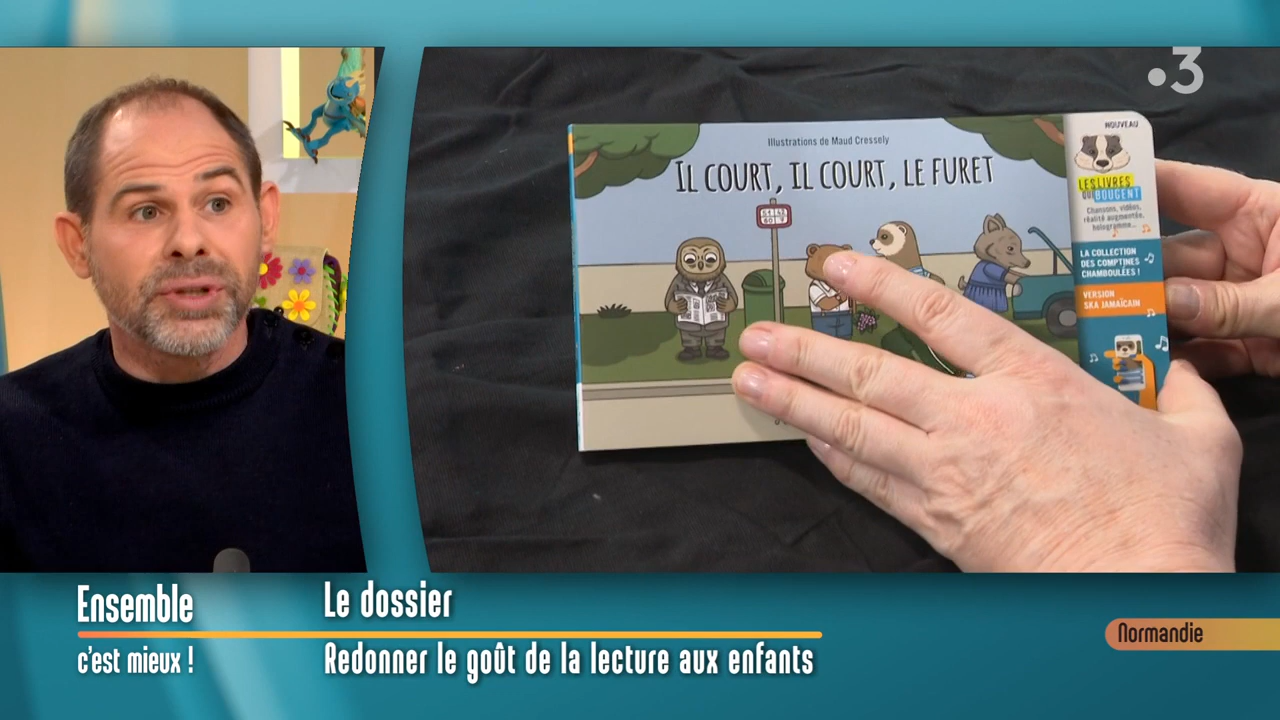 3
Illustrations de Maud Cressely
IL COURT, IL COURT, LE FURET
NOUVEAU
LES LIVRES
QUI BOUGENT
Chansons, vidéos,
réalité augmentée,
hologramme...
LA COLLECTION
DES COMPTINES
CHAMBOULÉES !
VERSION
SKA JAMAÏCAIN
Ensemble
c'est mieux !
Le dossier
Redonner le goût de la lecture aux enfants
Normandie